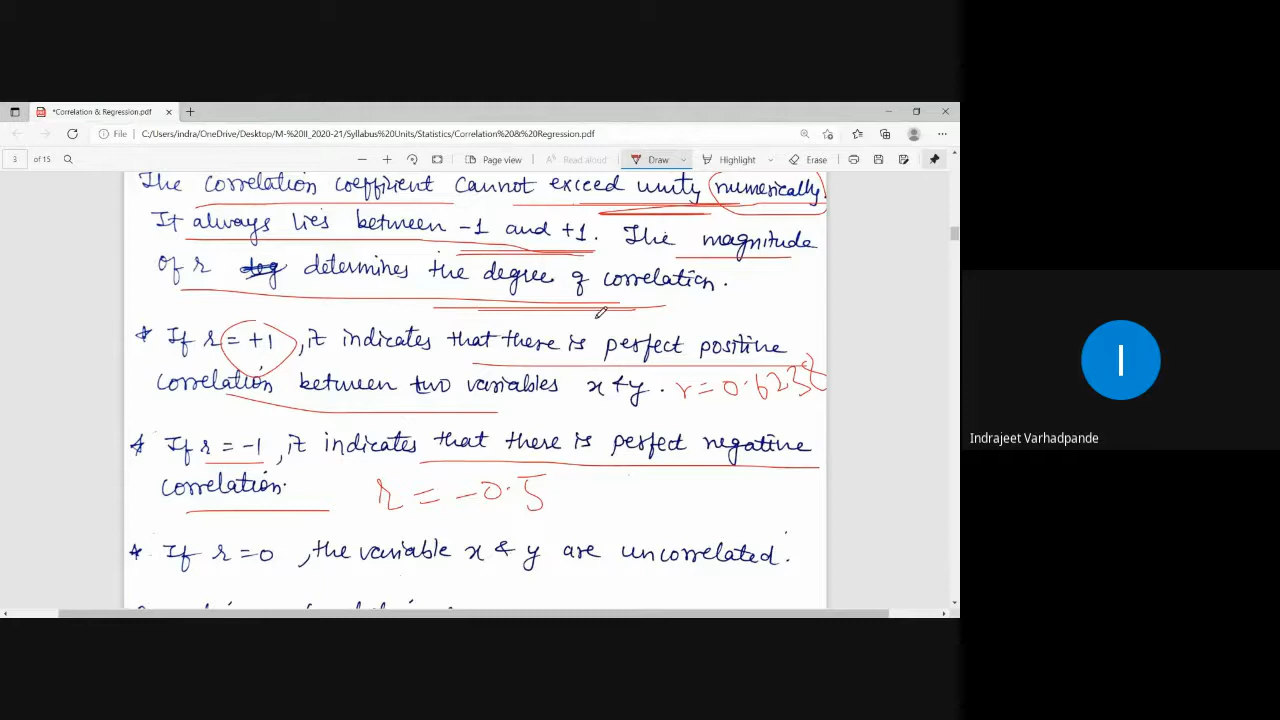 *Correlation & Regression.pdf
File C:/Users/indra/OneDrive/Desktop/M-%20II_2020-21/Syllabus%20Units/Statistics/Correlation%20&%20Regression.pdf
3 of 15 Page view Read aloud Draw Highlight Erase
The correlation coefficient cannot exceed unity numerically.
It always lies between -1 and +1. The magnitude
of r determines the degree of correlation.
* If r = +1, it indicates that there is perfect positive
correlation between two variables x & y. r = 0.6238
* If r = -1, it indicates that there is perfect negative
correlation. r = -0.5
* If r = 0, the variable x & y are uncorrelated.
I
Indrajeet Varhadpande